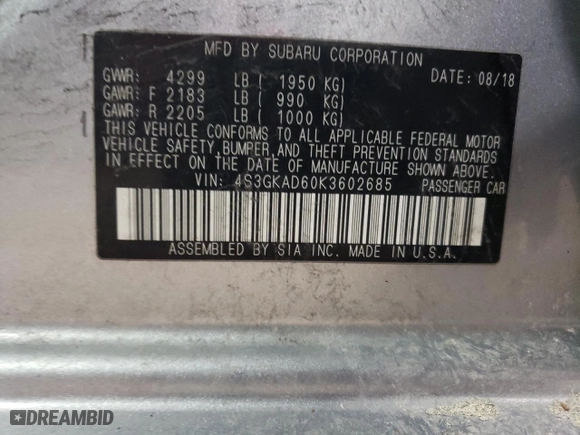 MFD BY SUBARU CORPORATION
GVWR: 4299 LB ( 1950 KG) DATE: 08/18
GAWR: F 2183 LB ( 990 KG)
GAWR: R 2205 LB ( 1000 KG)
THIS VEHICLE CONFORMS TO ALL APPLICABLE FEDERAL MOTOR
VEHICLE SAFETY,BUMPER,AND THEFT PREVENTION STANDARDS
IN EFFECT ON THE DATE OF MANUFACTURE SHOWN ABOVE.
VIN: 4S3GKAD60K3602685 PASSENGER CAR
ASSEMBLED BY SIA INC. MADE IN U.S.A.
DREAMBID